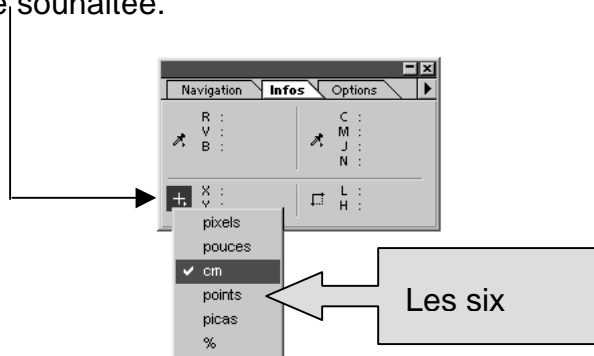 e souhaitée.
Navigation Infos Options
R : C :
V : M :
B : J :
N :
X : L :
Y : H :
pixels
pouces
cm
points
picas
%
Les six